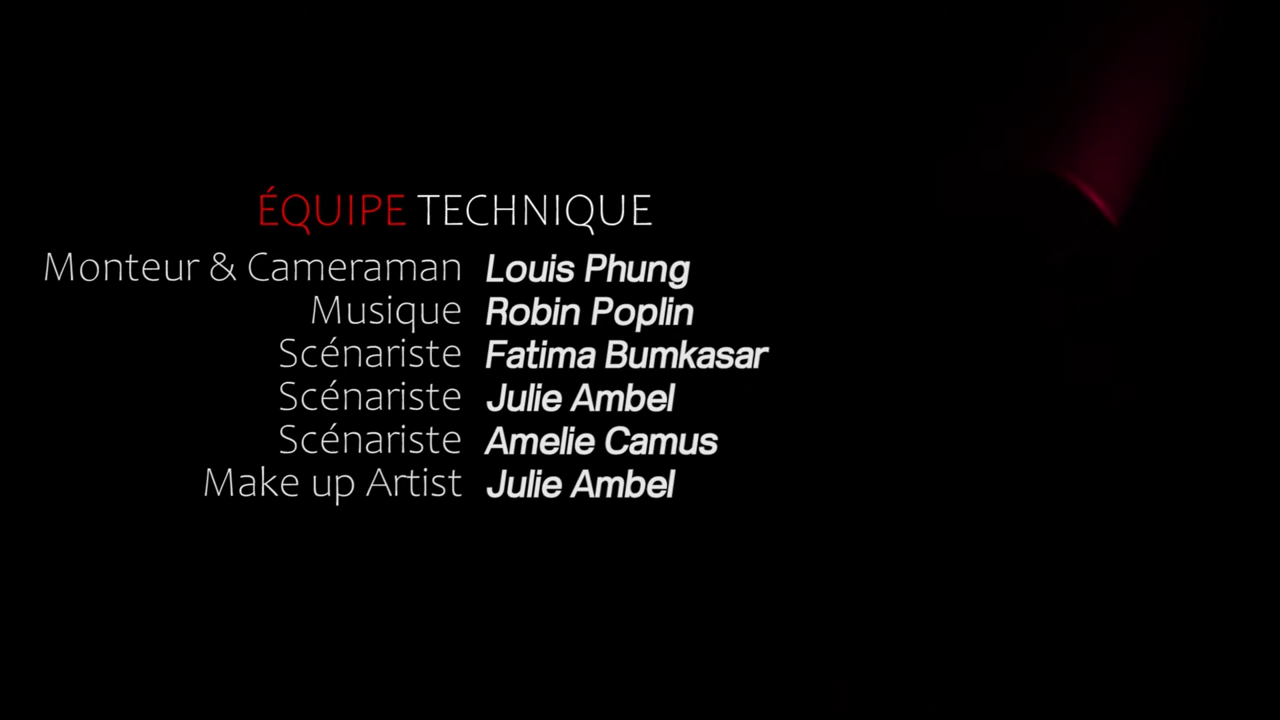 ÉQUIPE TECHNIQUE
Monteur & Cameraman Louis Phung
Musique Robin Poplin
Scénariste Fatima Bumkasar
Scénariste Julie Ambel
Scénariste Amelie Camus
Make up Artist Julie Ambel